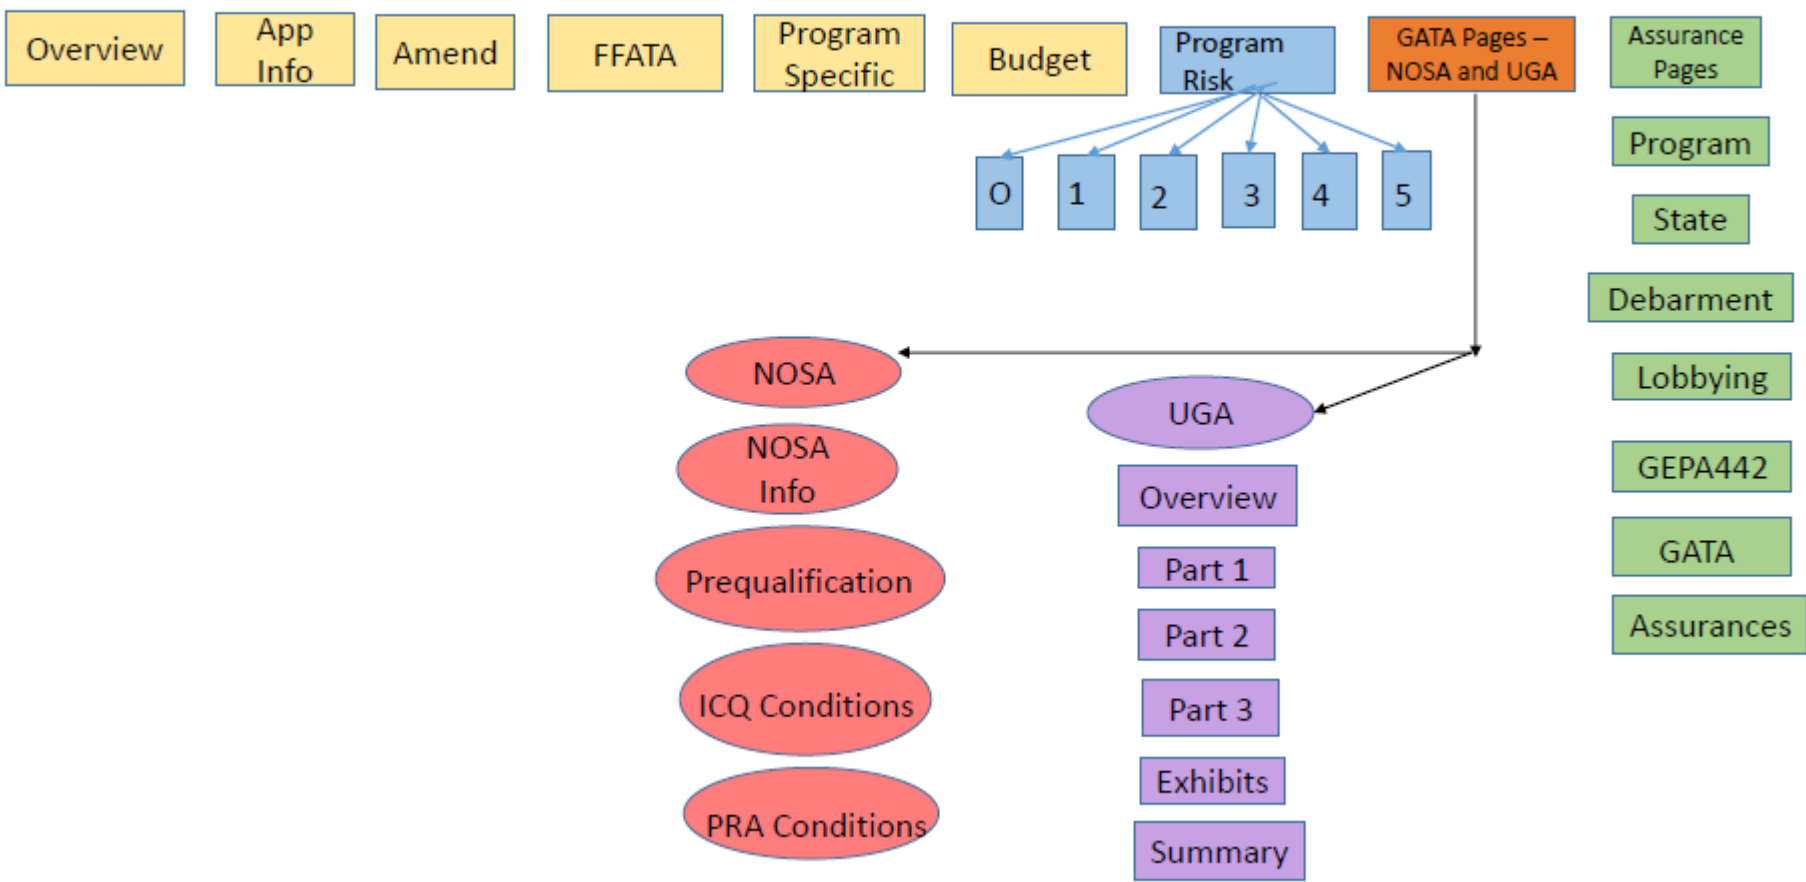 Overview
App
Info
Amend
FFATA
Program
Specific
Budget
Program
Risk
GATA Pages –
NOSA and UGA
Assurance
Pages
O
1
2
3
4
5
Program
State
Debarment
Lobbying
GEPA442
GATA
Assurances
NOSA
NOSA
Info
Prequalification
ICQ Conditions
PRA Conditions
UGA
Overview
Part 1
Part 2
Part 3
Exhibits
Summary